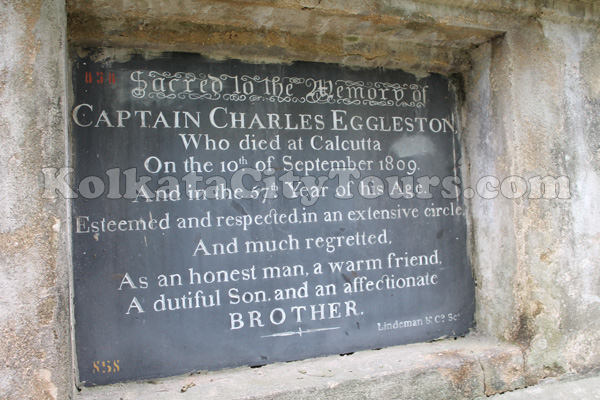 838
Sacred to the Memory of
CAPTAIN CHARLES EGGLESTON,
Who died at Calcutta
On the 10th of September 1809.
And in the 57th Year of his Age.
KolkataCityTours.com
Esteemed and respected in an extensive circle,
And much regretted,
As an honest man, a warm friend,
A dutiful Son, and an affectionate
BROTHER.
Lindeman & Co Sc
858